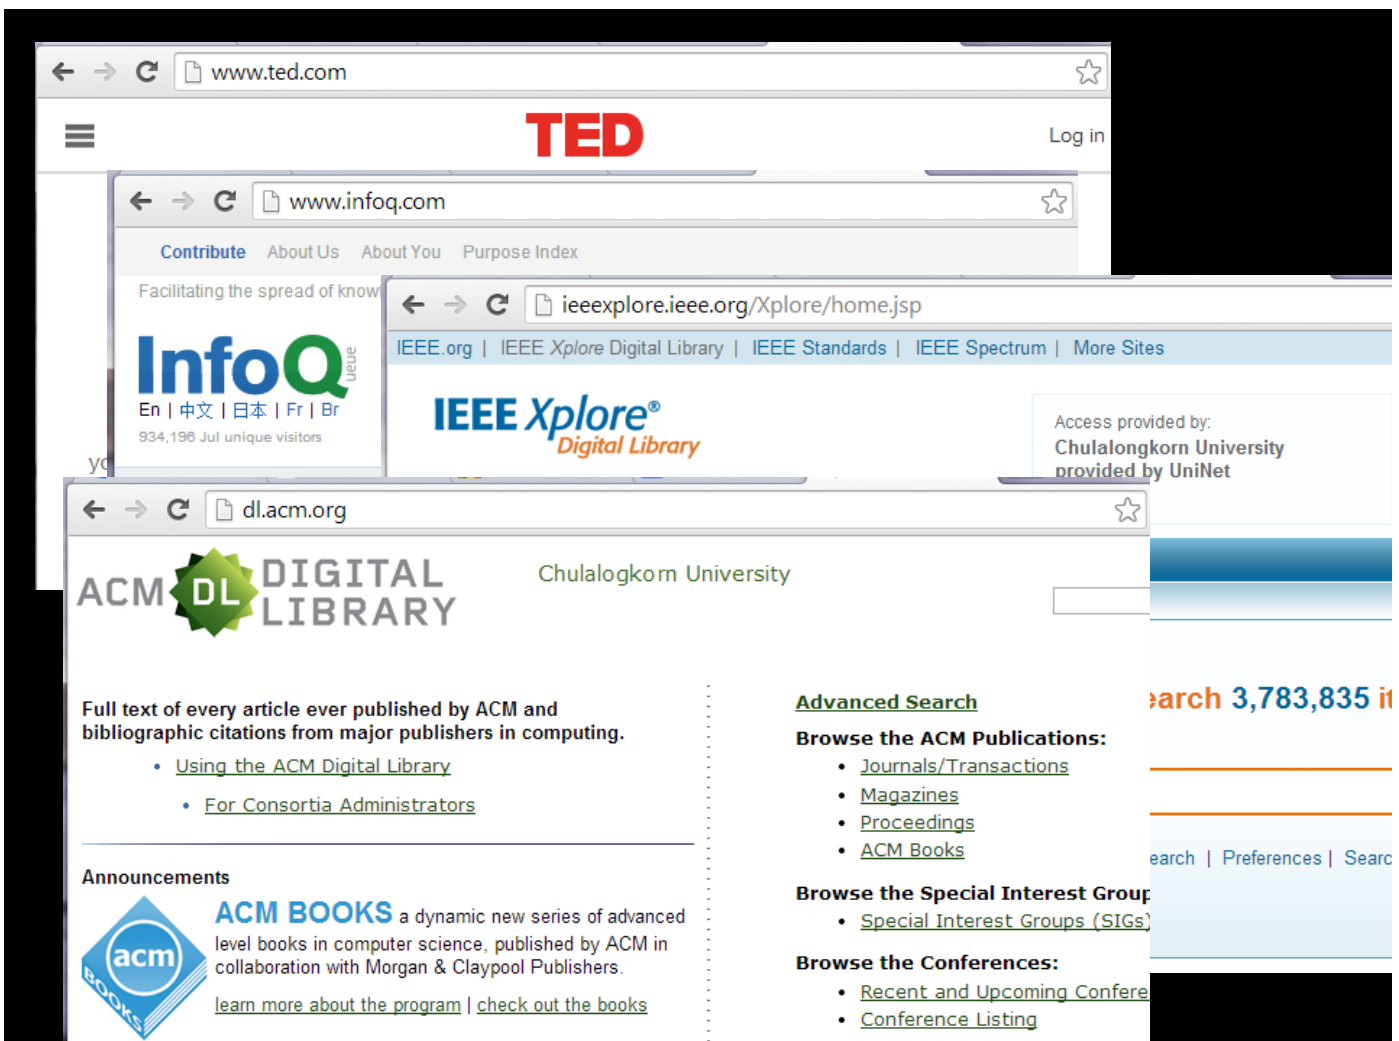 www.ted.com
TED
Log in
www.infoq.com
Contribute About Us About You Purpose Index
Facilitating the spread of know
InfoQ
ueue
En | 中文 | 日本 | Fr | Br
934,196 Jul unique visitors
yo
ieeexplore.ieee.org/Xplore/home.jsp
IEEE.org | IEEE Xplore Digital Library | IEEE Standards | IEEE Spectrum | More Sites
IEEE Xplore®
Digital Library
Access provided by:
Chulalongkorn University
provided by UniNet
earch 3,783,835 it
earch | Preferences | Searc
dl.acm.org
ACM DL DIGITAL
LIBRARY
Chulalogkorn University
Full text of every article ever published by ACM and
bibliographic citations from major publishers in computing.
• Using the ACM Digital Library
• For Consortia Administrators
Announcements
acm
BOOKS
ACM BOOKS a dynamic new series of advanced
level books in computer science, published by ACM in
collaboration with Morgan & Claypool Publishers.
learn more about the program | check out the books
Advanced Search
Browse the ACM Publications:
• Journals/Transactions
• Magazines
• Proceedings
• ACM Books
Browse the Special Interest Group
• Special Interest Groups (SIGs)
Browse the Conferences:
• Recent and Upcoming Confere
• Conference Listing